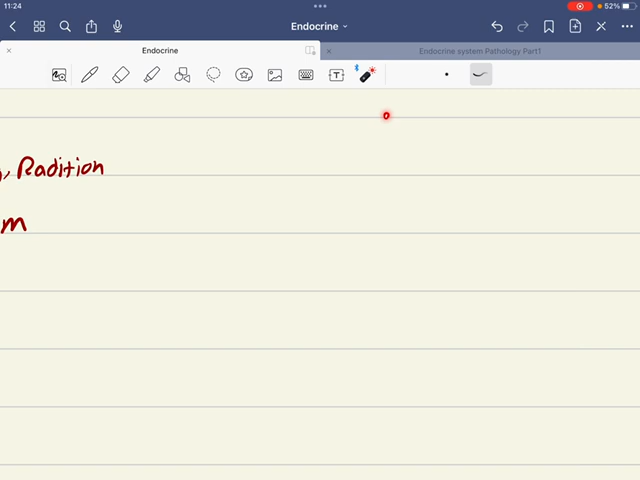 11:24
52%
Endocrine
Endocrine
Endocrine system Pathology Part1
T
, Radition
m